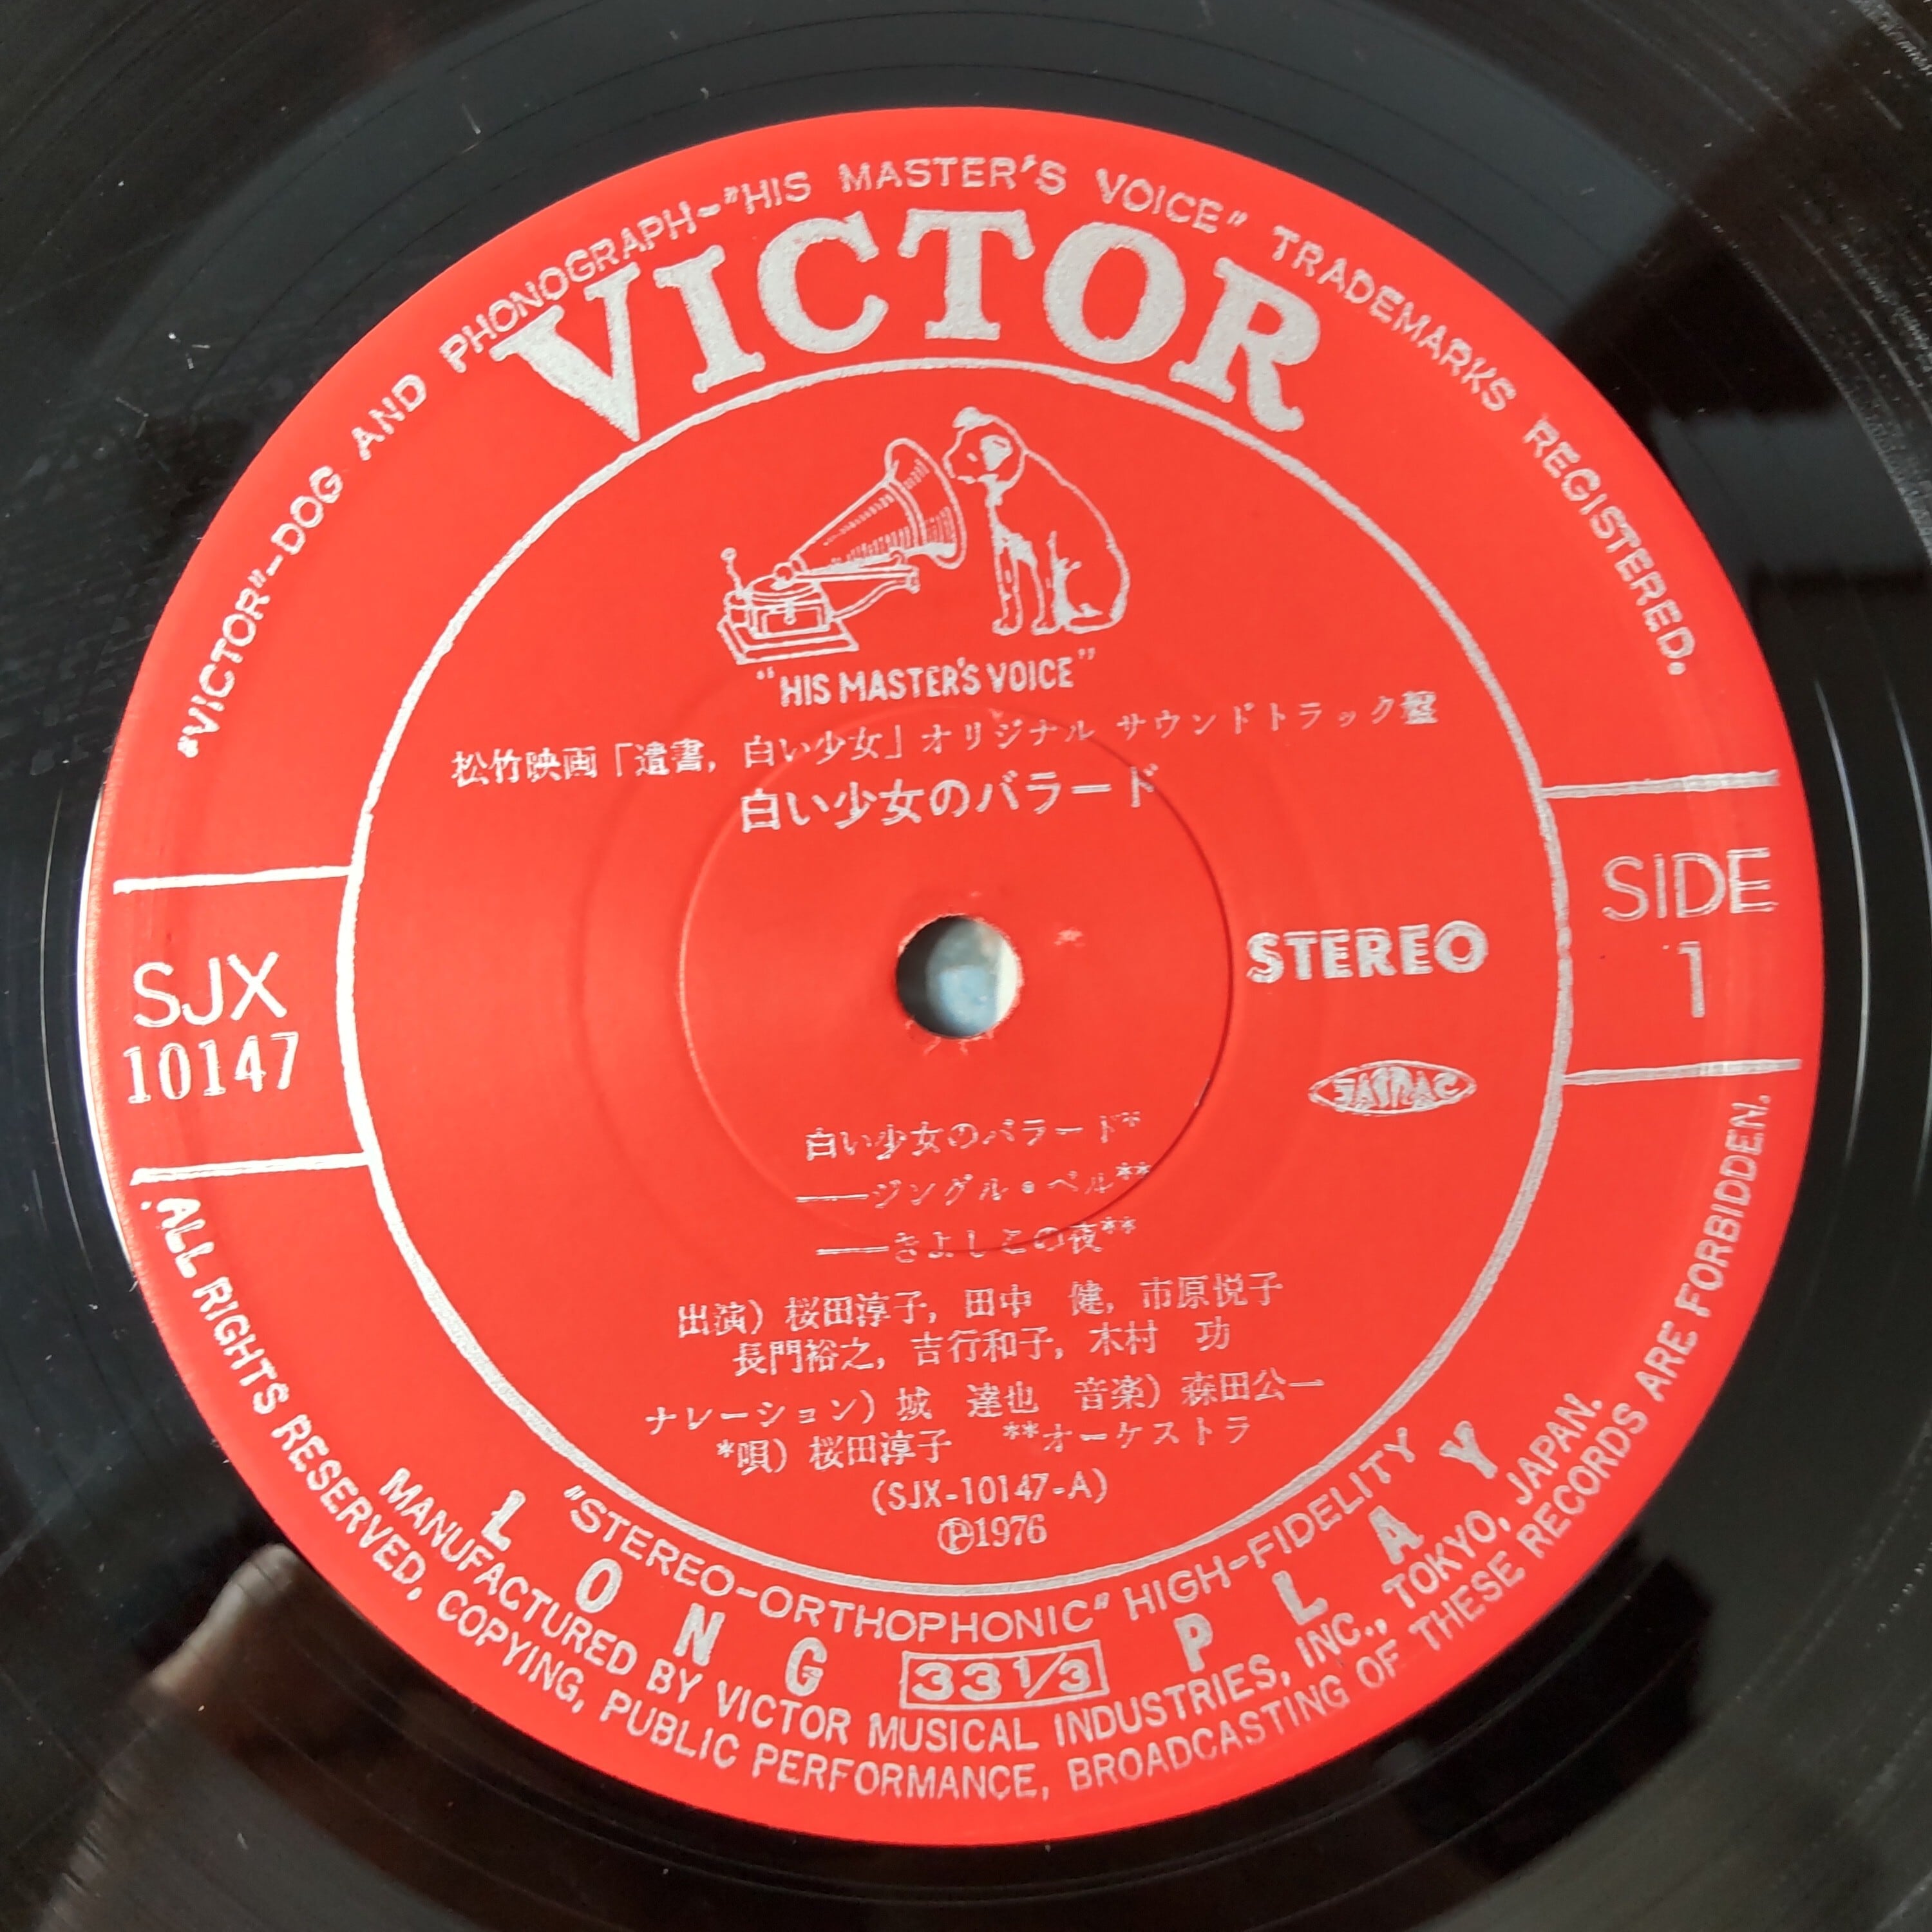 "VICTOR"-DOG AND PHONOGRAPH-"HIS MASTER'S VOICE" TRADEMARKS REGISTERED.
VICTOR
"HIS MASTER'S VOICE"
松竹映画「遺書, 白い少女」オリジナル サウンドトラック盤
白い少女のバラード
SJX
10147
STEREO
SIDE
1
JASRAC
白い少女のバラード*
——ジングル・ベル**
——きよしこの夜**
出演) 桜田淳子, 田中 健, 市原悦子
長門裕之, 吉行和子, 木村 功
ナレーション) 城 達也 音楽) 森田公一
*唄) 桜田淳子 **オーケストラ
(SJX-10147-A)
Ⓟ1976
"STEREO-ORTHOPHONIC" HIGH-FIDELITY
LONG 33 1/3 PLAY
MANUFACTURED BY VICTOR MUSICAL INDUSTRIES, INC., TOKYO, JAPAN.
ALL RIGHTS RESERVED, COPYING, PUBLIC PERFORMANCE, BROADCASTING OF THESE RECORDS ARE FORBIDDEN.